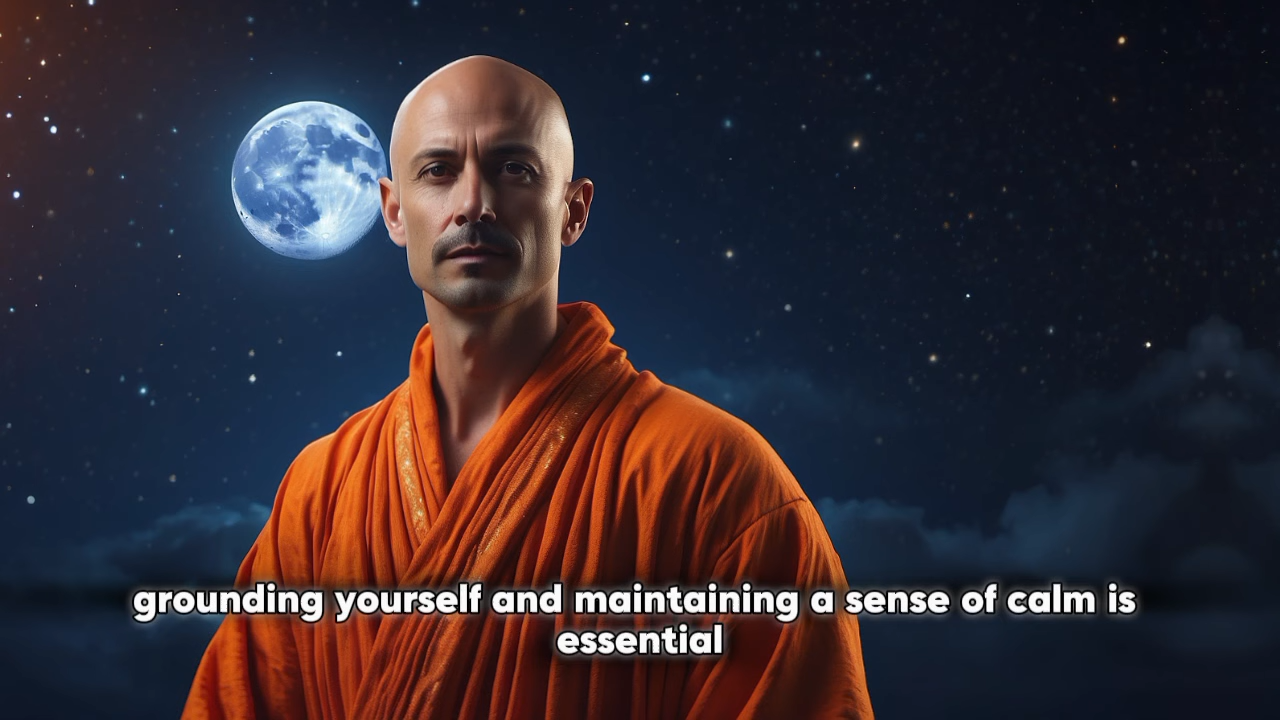 grounding yourself and maintaining a sense of calm is
essential